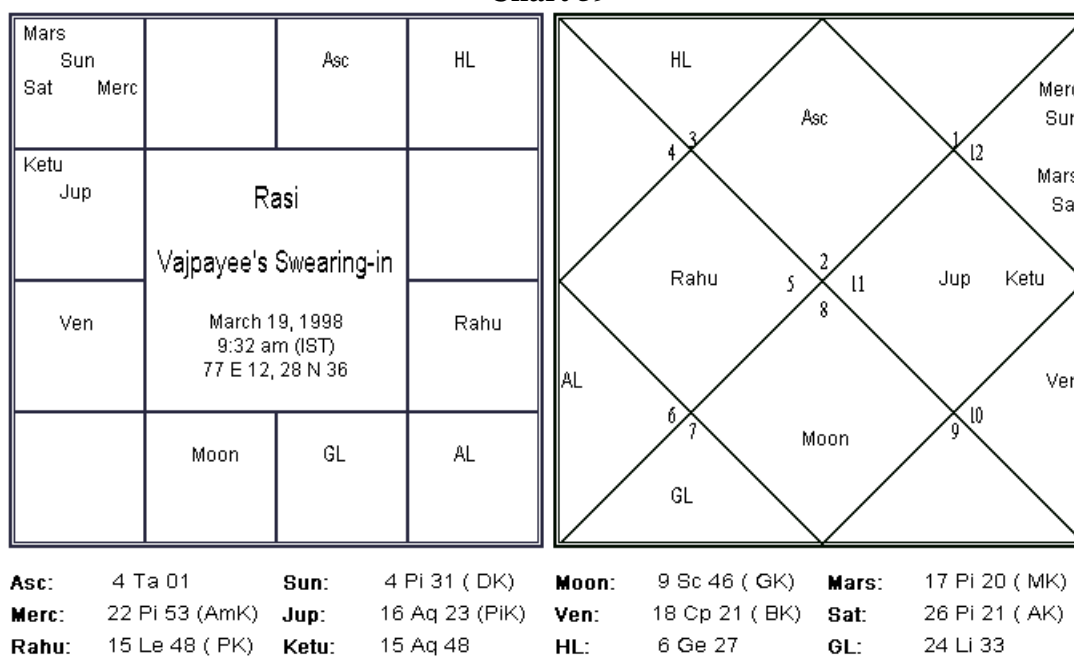 Mars
Sun
Sat Merc
Asc
HL
Ketu
Jup
Rasi
Vajpayee's Swearing-in
March 19, 1998
9:32 am (IST)
77 E 12, 28 N 36
Ven
Rahu
Moon
GL
AL
HL
Asc
Merc
Sun
3
4
1
12
Mars
Sa
Rahu
2
5
11
8
Jup Ketu
AL
Ven
6
7
10
9
Moon
GL
Asc: 4 Ta 01 Sun: 4 Pi 31 ( DK) Moon: 9 Sc 46 ( GK) Mars: 17 Pi 20 ( MK)
Merc: 22 Pi 53 (AmK) Jup: 16 Aq 23 (PiK) Ven: 18 Cp 21 ( BK) Sat: 26 Pi 21 ( AK)
Rahu: 15 Le 48 ( PK) Ketu: 15 Aq 48 HL: 6 Ge 27 GL: 24 Li 33